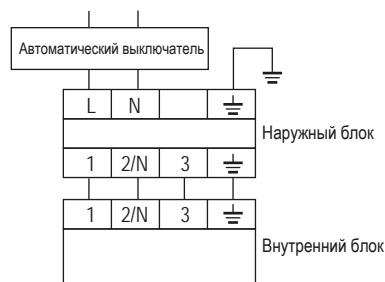 Автоматический выключатель
L N
Наружный блок
1 2/N 3
1 2/N 3
Внутренний блок